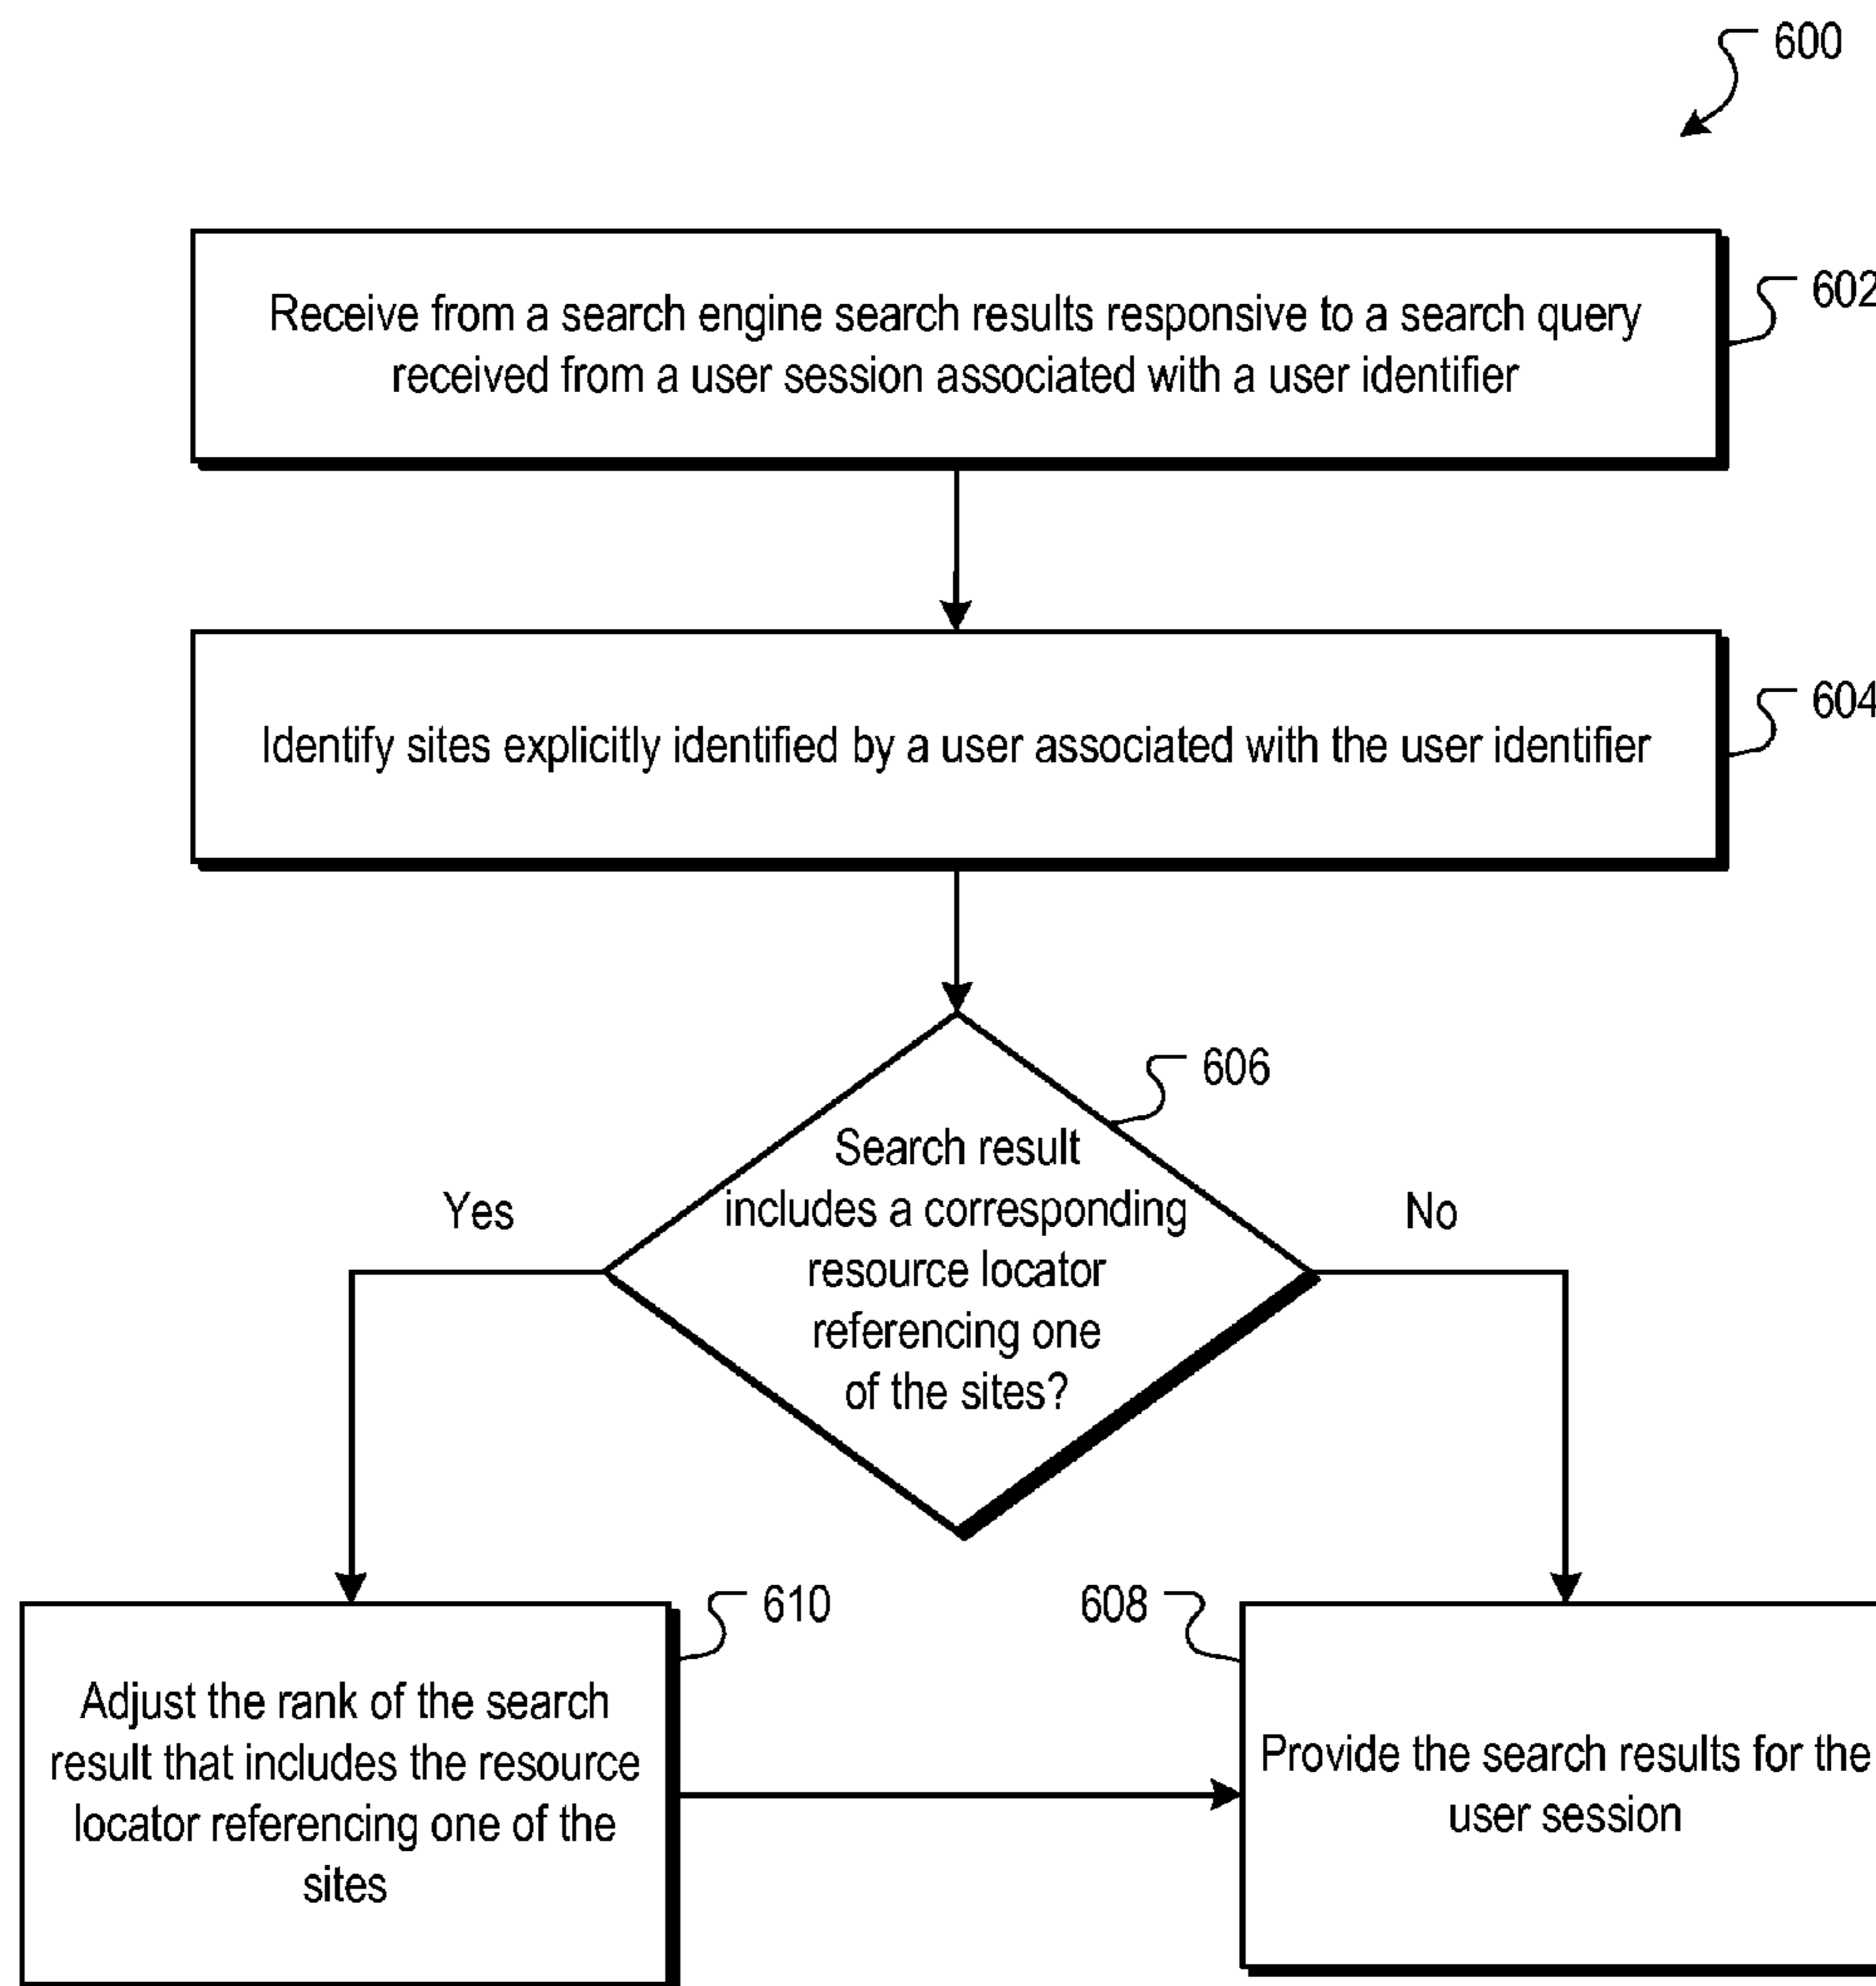 600
Receive from a search engine search results responsive to a search query
received from a user session associated with a user identifier
602
Identify sites explicitly identified by a user associated with the user identifier
604
606
Search result
includes a corresponding
resource locator
referencing one
of the sites?
Yes
No
610
608
Adjust the rank of the search
result that includes the resource
locator referencing one of the
sites
Provide the search results for the
user session